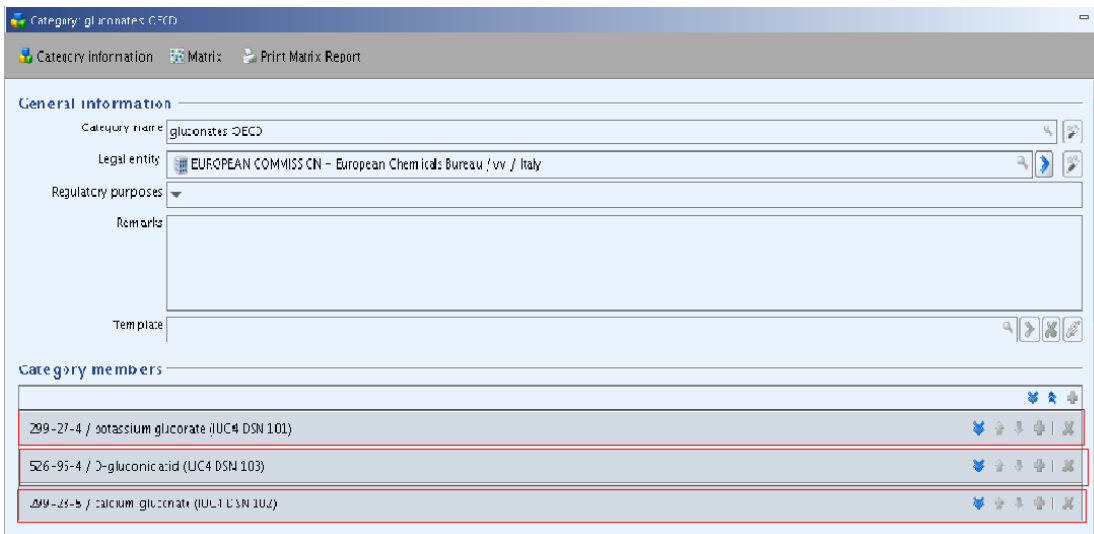 Category: gluconates OECD
Category information Matrix Print Matrix Report
General information
Category name gluconates OECD
Legal entity EUROPEAN COMMISSION - European Chemicals Bureau / vv / Italy
Regulatory purposes
Remarks
Template
Category members
299-27-4 / potassium gluconate (IUC4 DSN 101)
526-95-4 / D-gluconic acid (IUC4 DSN 103)
299-28-5 / calcium gluconate (IUC4 DSN 102)